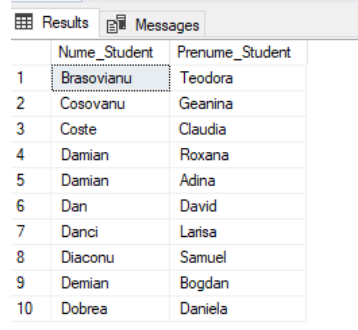 Results Messages
Nume_Student Prenume_Student
1 Brasovianu Teodora
2 Cosovanu Geanina
3 Coste Claudia
4 Damian Roxana
5 Damian Adina
6 Dan David
7 Danci Larisa
8 Diaconu Samuel
9 Demian Bogdan
10 Dobrea Daniela